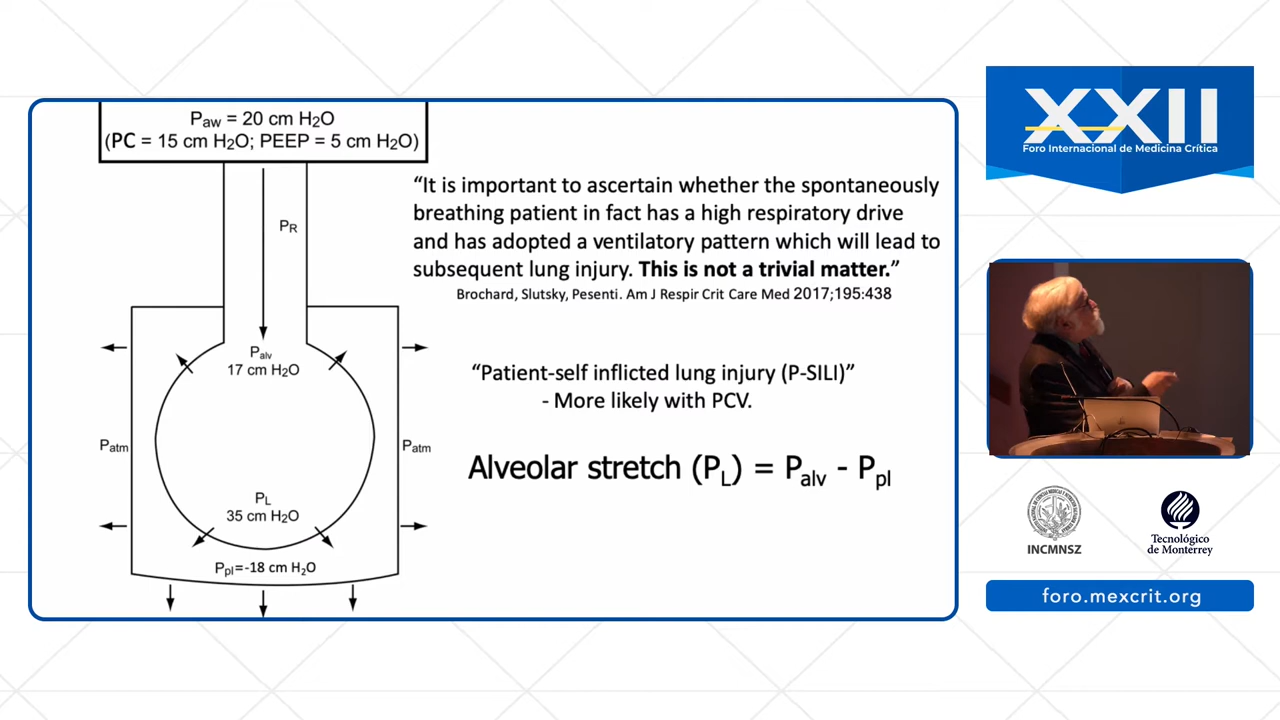 Paw = 20 cm H2O
(PC = 15 cm H2O; PEEP = 5 cm H2O)
PR
Palv
17 cm H2O
Patm
Patm
PL
35 cm H2O
Ppl=-18 cm H2O
“It is important to ascertain whether the spontaneously
breathing patient in fact has a high respiratory drive
and has adopted a ventilatory pattern which will lead to
subsequent lung injury. This is not a trivial matter.”
Brochard, Slutsky, Pesenti. Am J Respir Crit Care Med 2017;195:438
“Patient-self inflicted lung injury (P-SILI)”
- More likely with PCV.
Alveolar stretch (PL) = Palv - Ppl
XXII
Foro Internacional de Medicina Crítica
INCMNSZ
Tecnológico
de Monterrey
foro.mexcrit.org